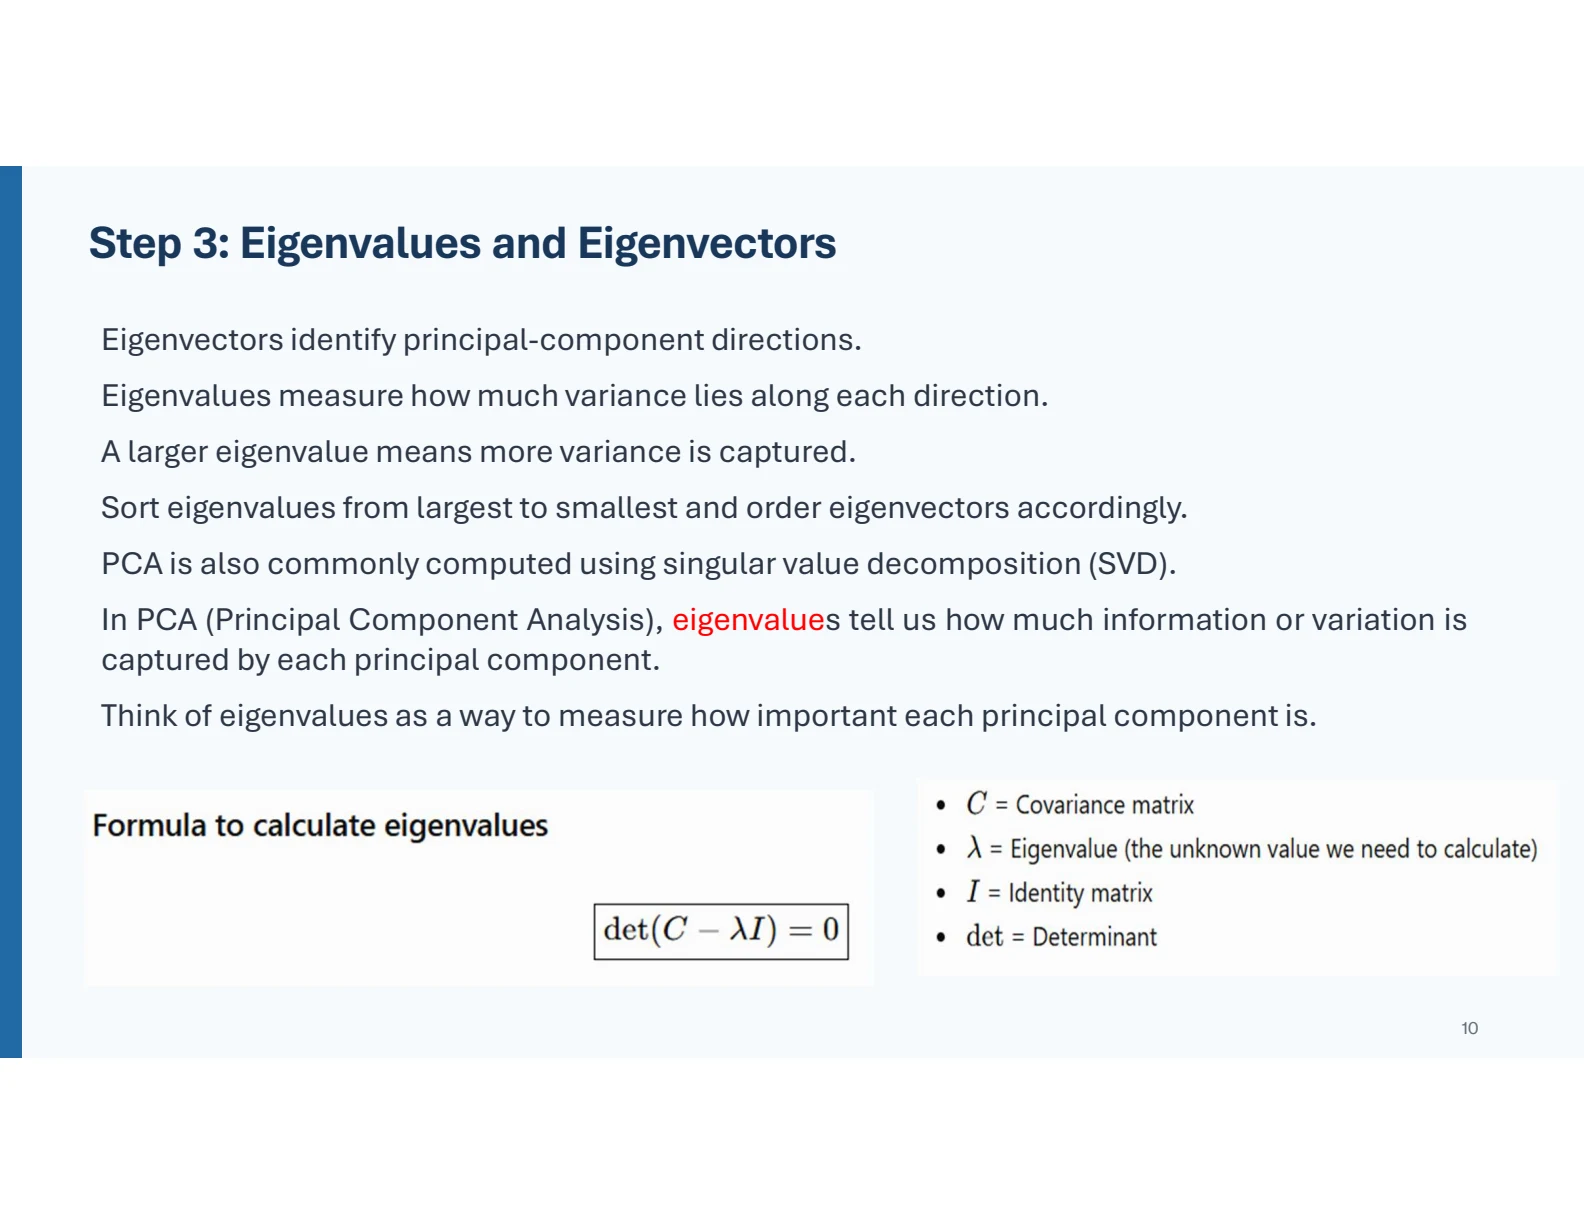 Step 3: Eigenvalues and Eigenvectors
Eigenvectors identify principal-component directions.
Eigenvalues measure how much variance lies along each direction.
A larger eigenvalue means more variance is captured.
Sort eigenvalues from largest to smallest and order eigenvectors accordingly.
PCA is also commonly computed using singular value decomposition (SVD).
In PCA (Principal Component Analysis), eigenvalues tell us how much information or variation is
captured by each principal component.
Think of eigenvalues as a way to measure how important each principal component is.
Formula to calculate eigenvalues
det(C − λI) = 0
• C = Covariance matrix
• λ = Eigenvalue (the unknown value we need to calculate)
• I = Identity matrix
• det = Determinant
10